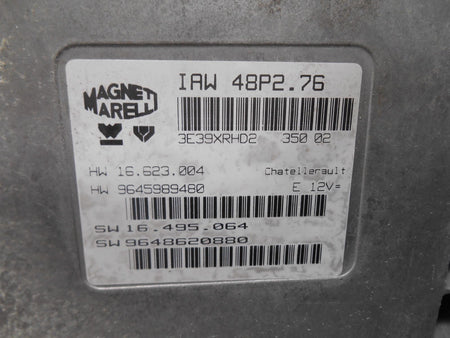 MAGNETI
MARELLI
IAW 48P2.76
3E39XRHD2 350 02
HW 16.623.004 Chatellerault
HW 9645989480 E 12V=
SW 16.495.064
SW 9648620880